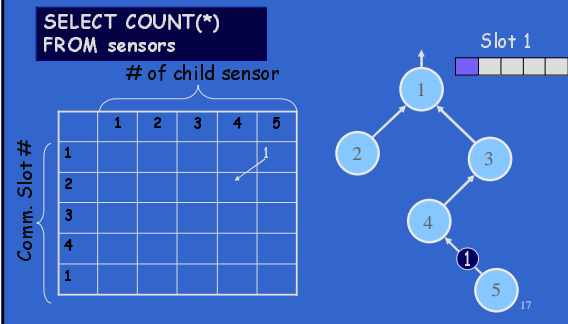 SELECT COUNT(*)
FROM sensors
Slot 1
# of child sensor
1 2 3 4 5
Comm. Slot #
1 1
2
3
4
1
1
2
3
4
1
5
17